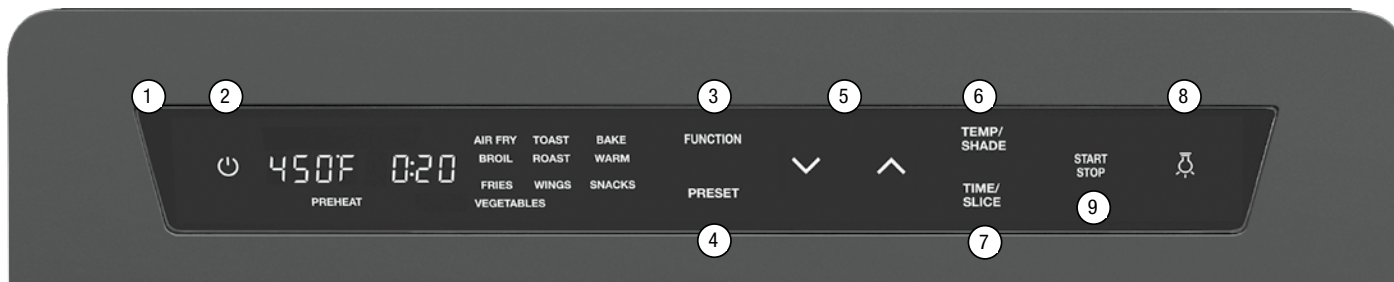 1
2
3
5
6
8
AIR FRY TOAST BAKE
BROIL ROAST WARM
FRIES WINGS SNACKS
VEGETABLES
450F 0:20
PREHEAT
FUNCTION
PRESET
TEMP/
SHADE
TIME/
SLICE
START
STOP
9
4
7